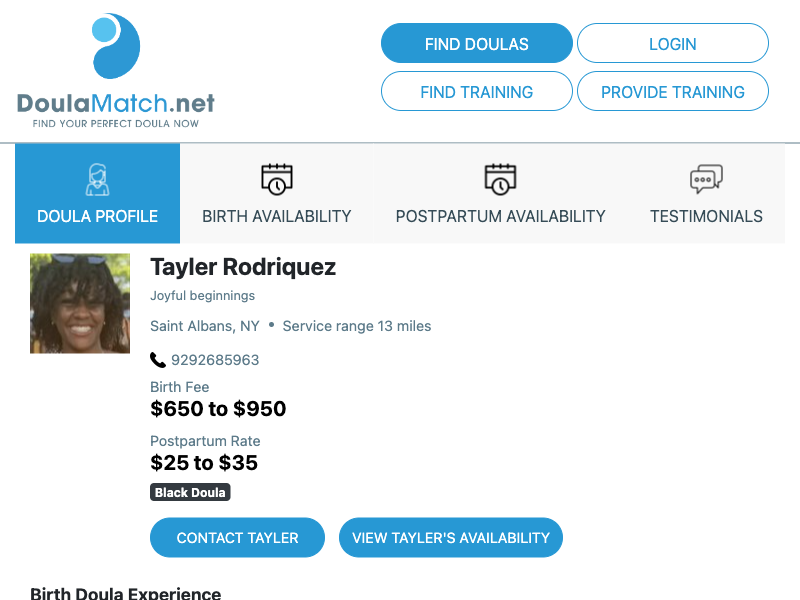 DoulaMatch.net
FIND YOUR PERFECT DOULA NOW
FIND DOULAS
LOGIN
FIND TRAINING
PROVIDE TRAINING
DOULA PROFILE
BIRTH AVAILABILITY
POSTPARTUM AVAILABILITY
TESTIMONIALS
Tayler Rodriquez
Joyful beginnings
Saint Albans, NY • Service range 13 miles
9292685963
Birth Fee
$650 to $950
Postpartum Rate
$25 to $35
Black Doula
CONTACT TAYLER
VIEW TAYLER'S AVAILABILITY
Birth Doula Experience